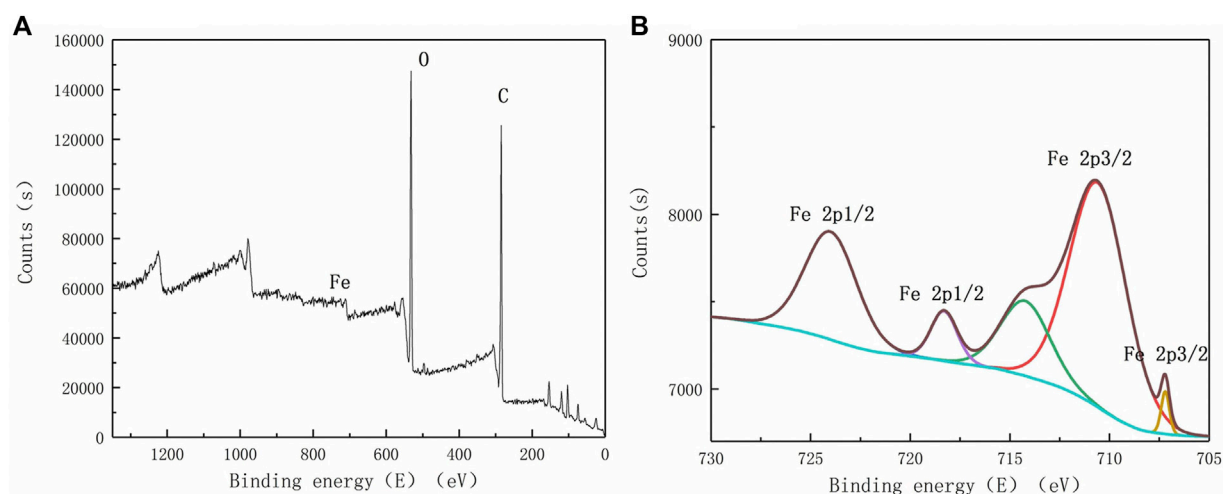 A
160000
140000
120000
100000
80000
60000
40000
20000
0
Counts (s)
O
C
Fe
1200 1000 800 600 400 200 0
Binding energy (E) (eV)
B
9000
8000
7000
Counts(s)
Fe 2p3/2
Fe 2p1/2
Fe 2p1/2
Fe 2p3/2
730 725 720 715 710 705
Binding energy (E) (eV)